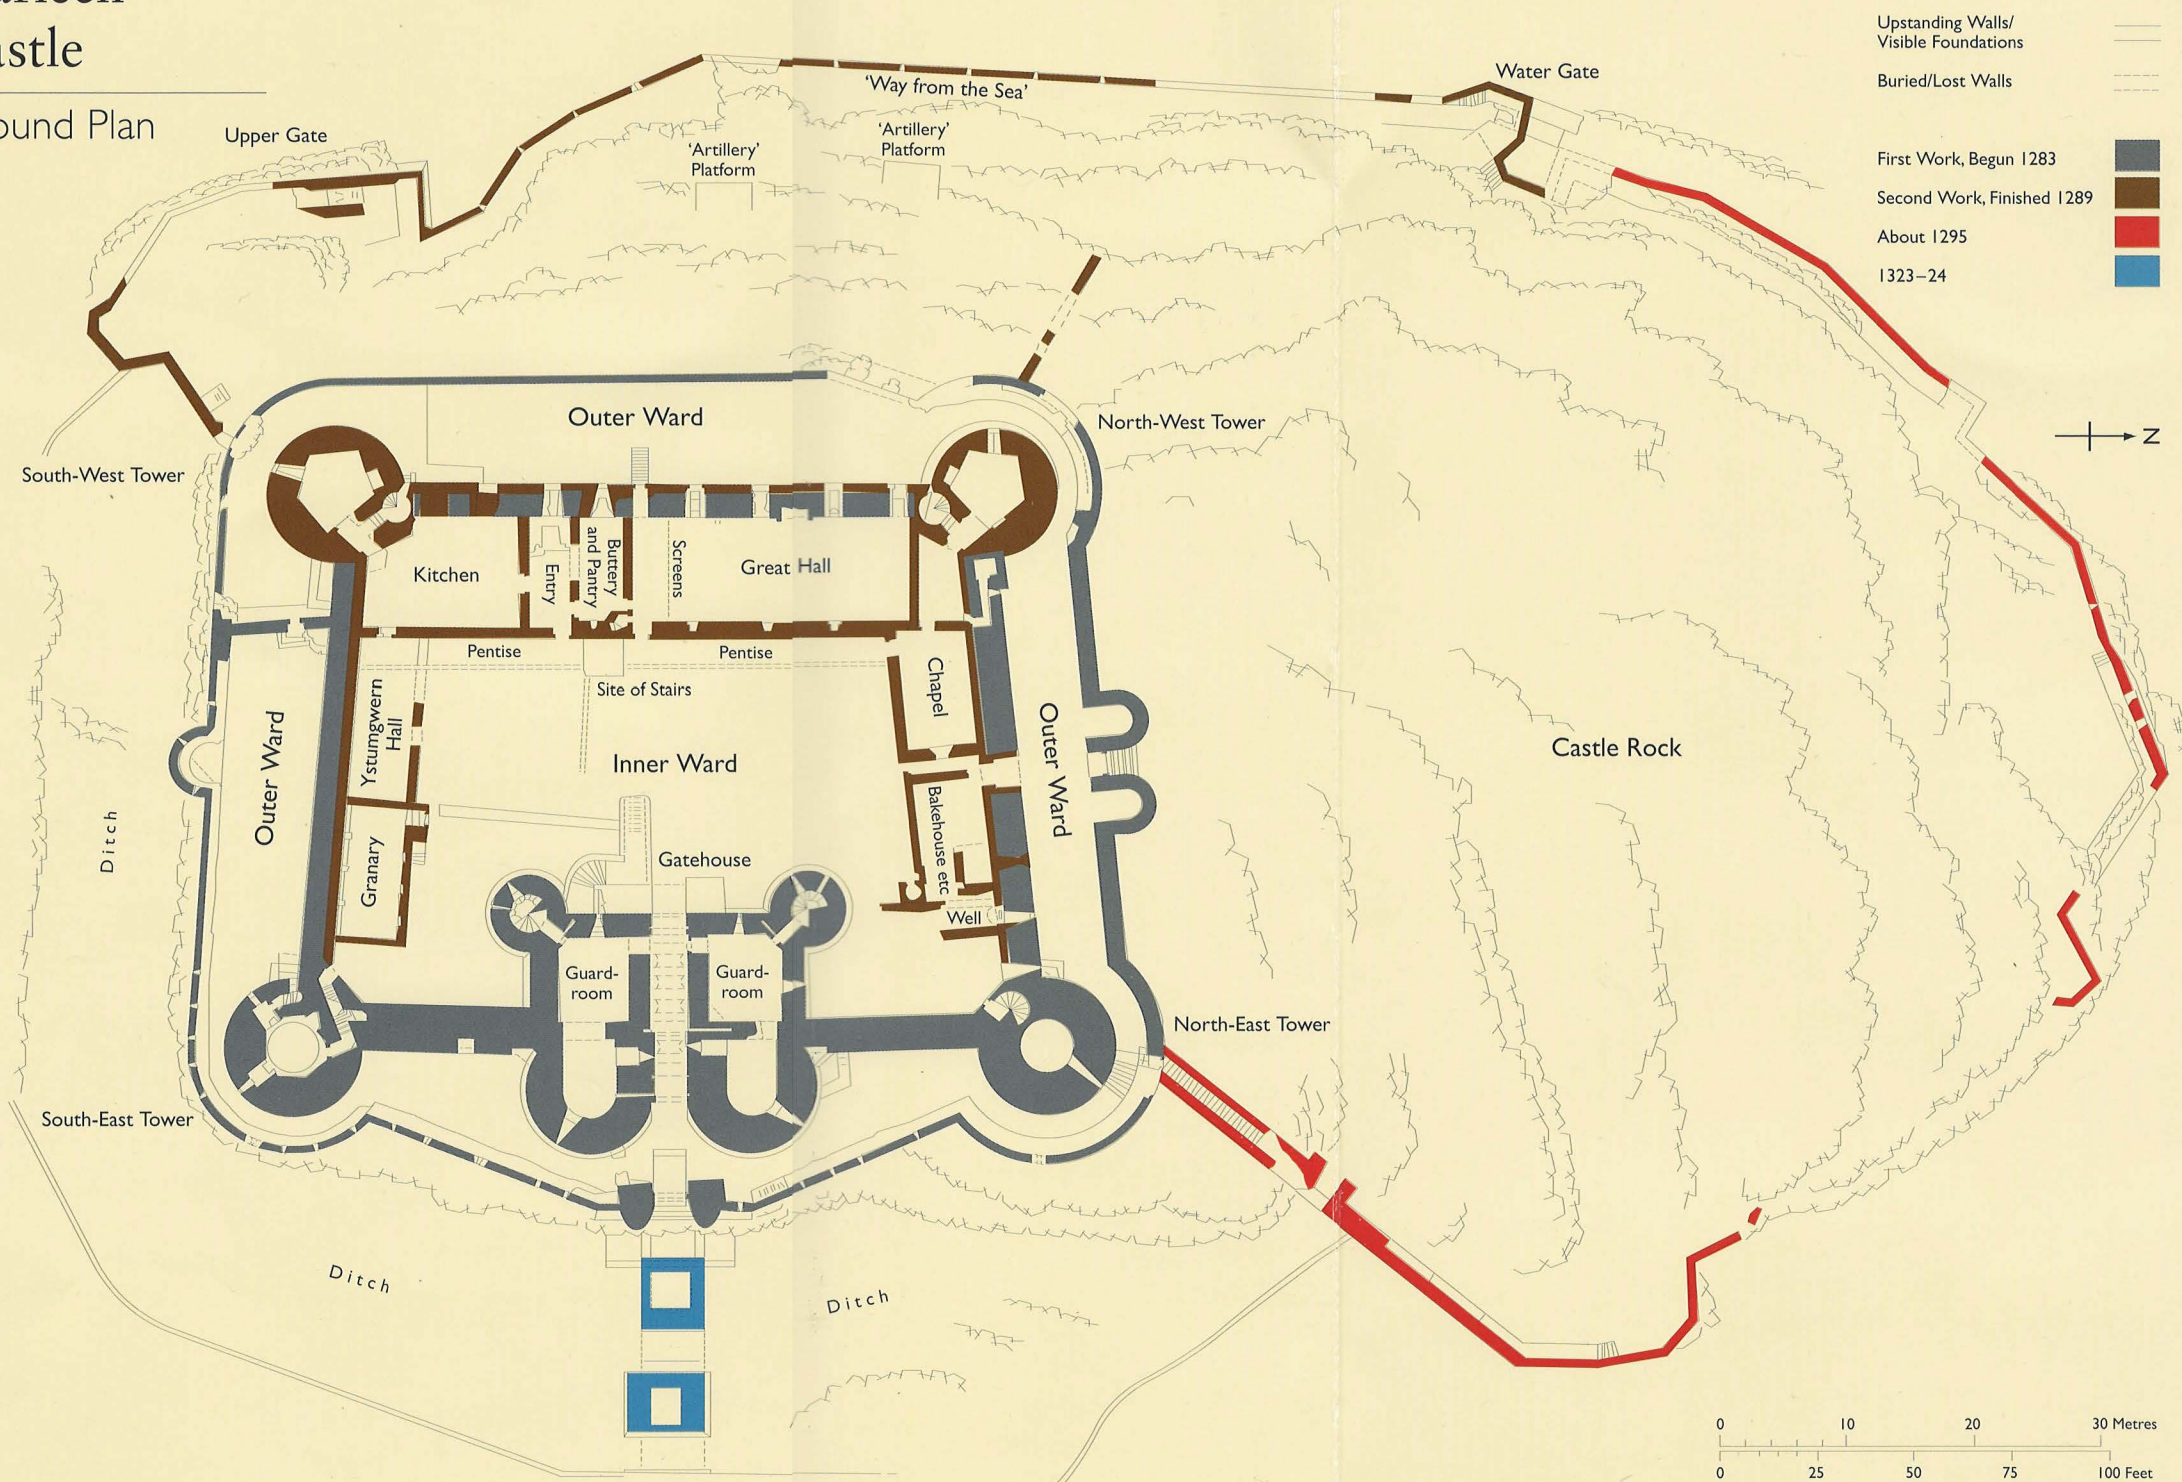 astle
ound Plan
Upper Gate
'Way from the Sea'
'Artillery'
Platform
'Artillery'
Platform
Water Gate
Upstanding Walls/
Visible Foundations
Buried/Lost Walls
First Work, Begun 1283
Second Work, Finished 1289
About 1295
1323–24
N
South-West Tower
Outer Ward
North-West Tower
Kitchen
Entry
Buttery
and Pantry
Screens
Great Hall
Pentise
Pentise
Site of Stairs
Ystumgwern
Hall
Chapel
Outer Ward
Outer Ward
Inner Ward
Castle Rock
Ditch
Granary
Gatehouse
Bakehouse etc
Well
Guard-
room
Guard-
room
North-East Tower
South-East Tower
Ditch
Ditch
0 10 20 30 Metres
0 25 50 75 100 Feet